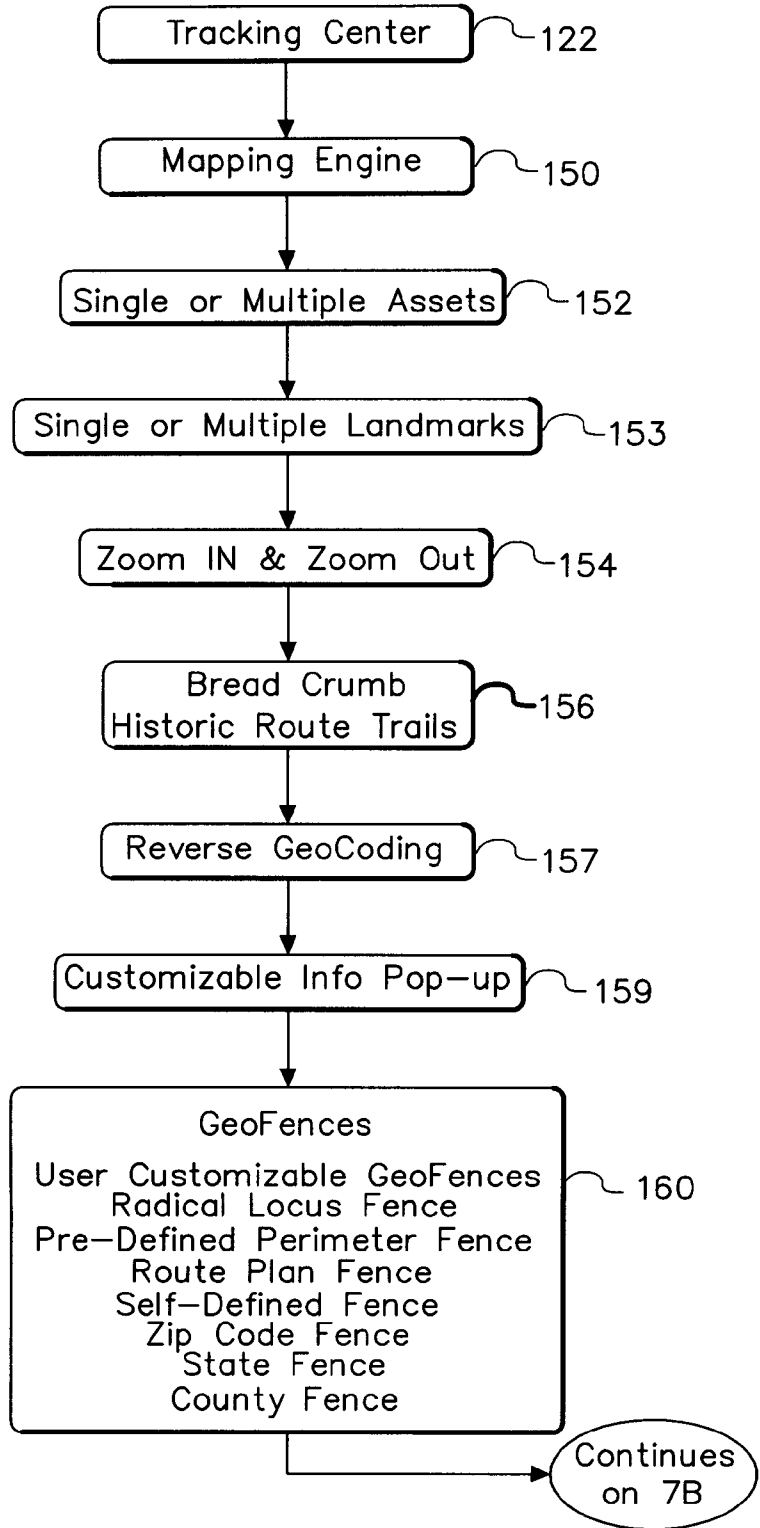 Tracking Center
122
Mapping Engine
150
Single or Multiple Assets
152
Single or Multiple Landmarks
153
Zoom IN & Zoom Out
154
Bread Crumb
Historic Route Trails
156
Reverse GeoCoding
157
Customizable Info Pop-up
159
GeoFences
User Customizable GeoFences
160
Radical Locus Fence
Pre-Defined Perimeter Fence
Route Plan Fence
Self-Defined Fence
Zip Code Fence
State Fence
County Fence
Continues
on 7B